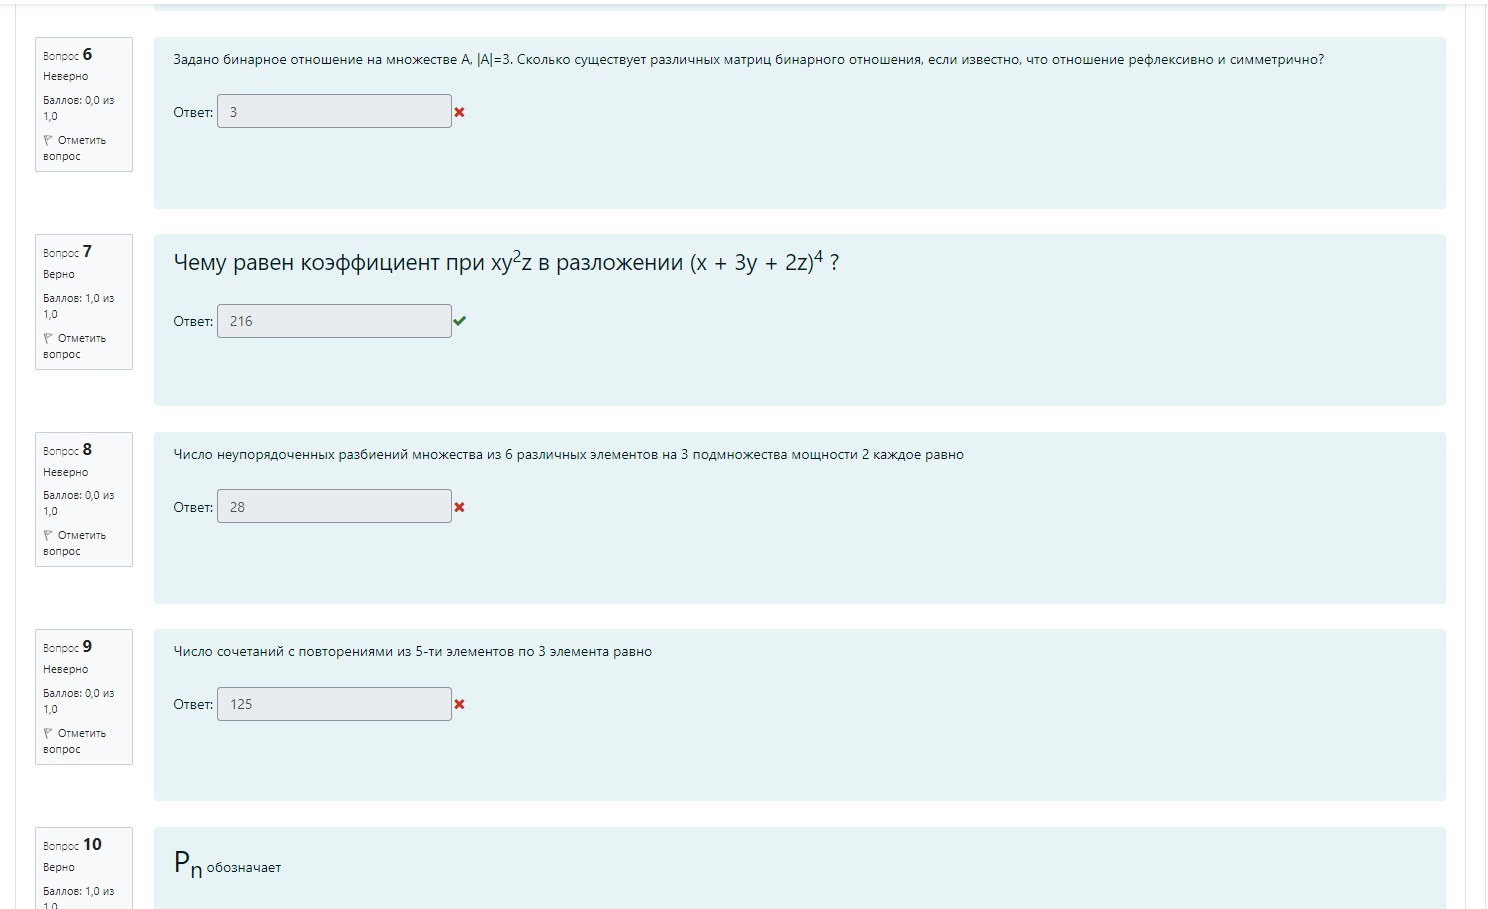 Вопрос 6
Неверно
Баллов: 0,0 из
1,0
Отметить
вопрос
Задано бинарное отношение на множестве A, |A|=3. Сколько существует различных матриц бинарного отношения, если известно, что отношение рефлексивно и симметрично?
Ответ: 3
Вопрос 7
Верно
Баллов: 1,0 из
1,0
Отметить
вопрос
Чему равен коэффициент при xy²z в разложении (x + 3y + 2z)⁴ ?
Ответ: 216
Вопрос 8
Неверно
Баллов: 0,0 из
1,0
Отметить
вопрос
Число неупорядоченных разбиений множества из 6 различных элементов на 3 подмножества мощности 2 каждое равно
Ответ: 28
Вопрос 9
Неверно
Баллов: 0,0 из
1,0
Отметить
вопрос
Число сочетаний с повторениями из 5-ти элементов по 3 элемента равно
Ответ: 125
Вопрос 10
Верно
Баллов: 1,0 из
1,0
Pₙ обозначает